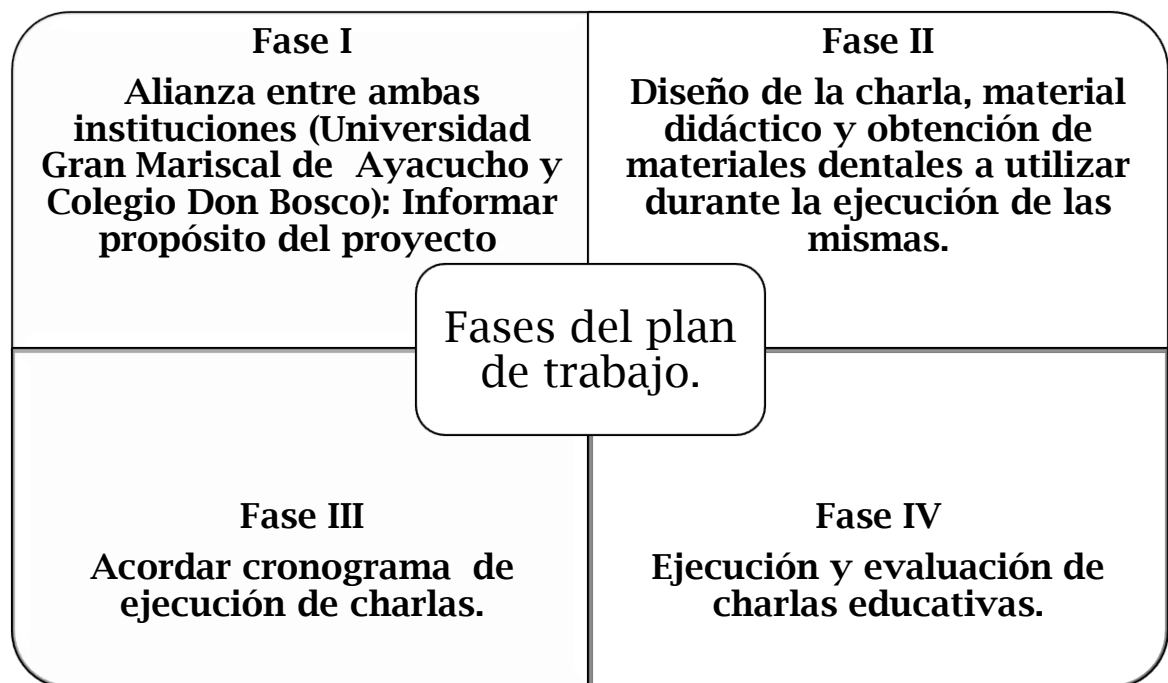 Fase I
Alianza entre ambas
instituciones (Universidad
Gran Mariscal de Ayacucho y
Colegio Don Bosco): Informar
propósito del proyecto
Fase II
Diseño de la charla, material
didáctico y obtención de
materiales dentales a utilizar
durante la ejecución de las
mismas.
Fases del plan
de trabajo.
Fase III
Acordar cronograma de
ejecución de charlas.
Fase IV
Ejecución y evaluación de
charlas educativas.